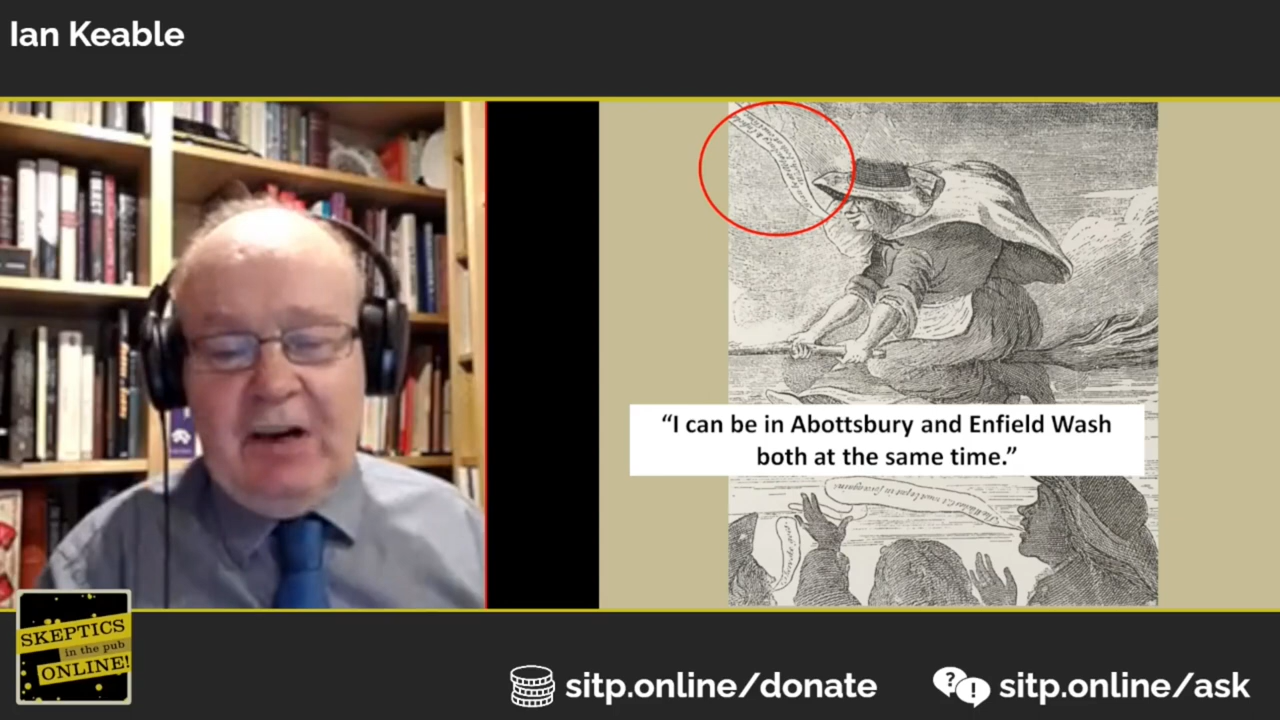 Ian Keable
“I can be in Abottsbury and Enfield Wash
both at the same time.”
SKEPTICS
in the pub
ONLINE!
sitp.online/donate
? !
sitp.online/ask